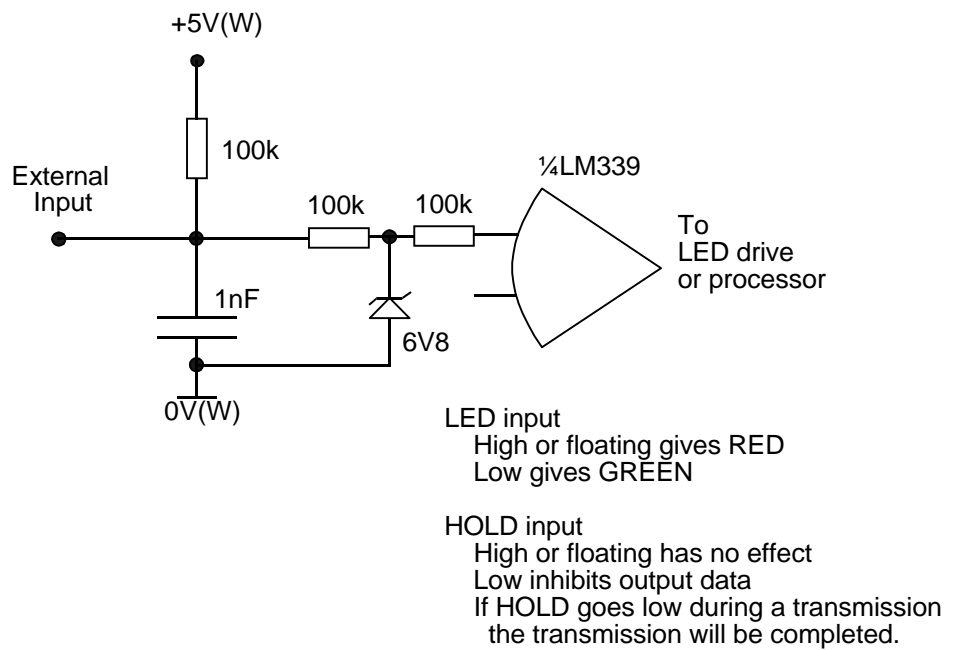 +5V(W)
100k
External
Input
100k
100k
¼LM339
To
LED drive
or processor
1nF
6V8
0V(W)
LED input
High or floating gives RED
Low gives GREEN
HOLD input
High or floating has no effect
Low inhibits output data
If HOLD goes low during a transmission
the transmission will be completed.